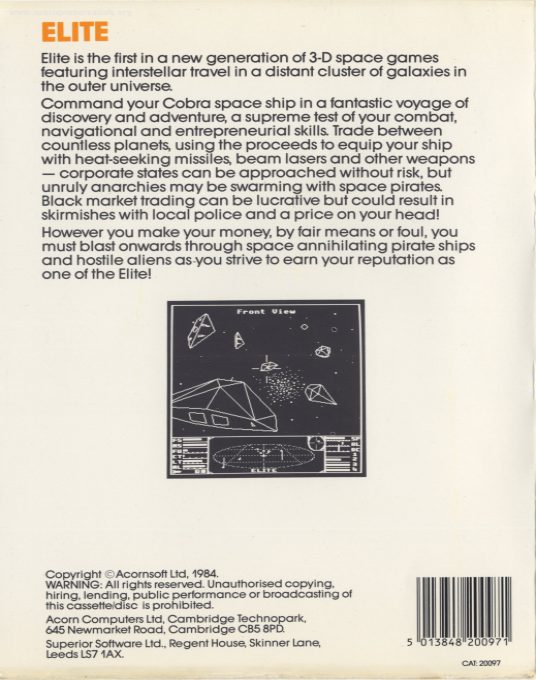 ELITE
Elite is the first in a new generation of 3-D space games
featuring interstellar travel in a distant cluster of galaxies in
the outer universe.
Command your Cobra space ship in a fantastic voyage of
discovery and adventure, a supreme test of your combat,
navigational and entrepreneurial skills. Trade between
countless planets, using the proceeds to equip your ship
with heat-seeking missiles, beam lasers and other weapons
— corporate states can be approached without risk, but
unruly anarchies may be swarming with space pirates.
Black market trading can be lucrative but could result in
skirmishes with local police and a price on your head!
However you make your money, by fair means or foul, you
must blast onwards through space annihilating pirate ships
and hostile aliens as you strive to earn your reputation as
one of the Elite!
Front View
ELITE
Copyright © Acornsoft Ltd, 1984.
WARNING: All rights reserved. Unauthorised copying,
hiring, lending, public performance or broadcasting of
this cassette/disc is prohibited.
Acorn Computers Ltd, Cambridge Technopark,
645 Newmarket Road, Cambridge CB5 8PD.
Superior Software Ltd., Regent House, Skinner Lane,
Leeds LS7 1AX.
5 013848 200971
CAT: 20097